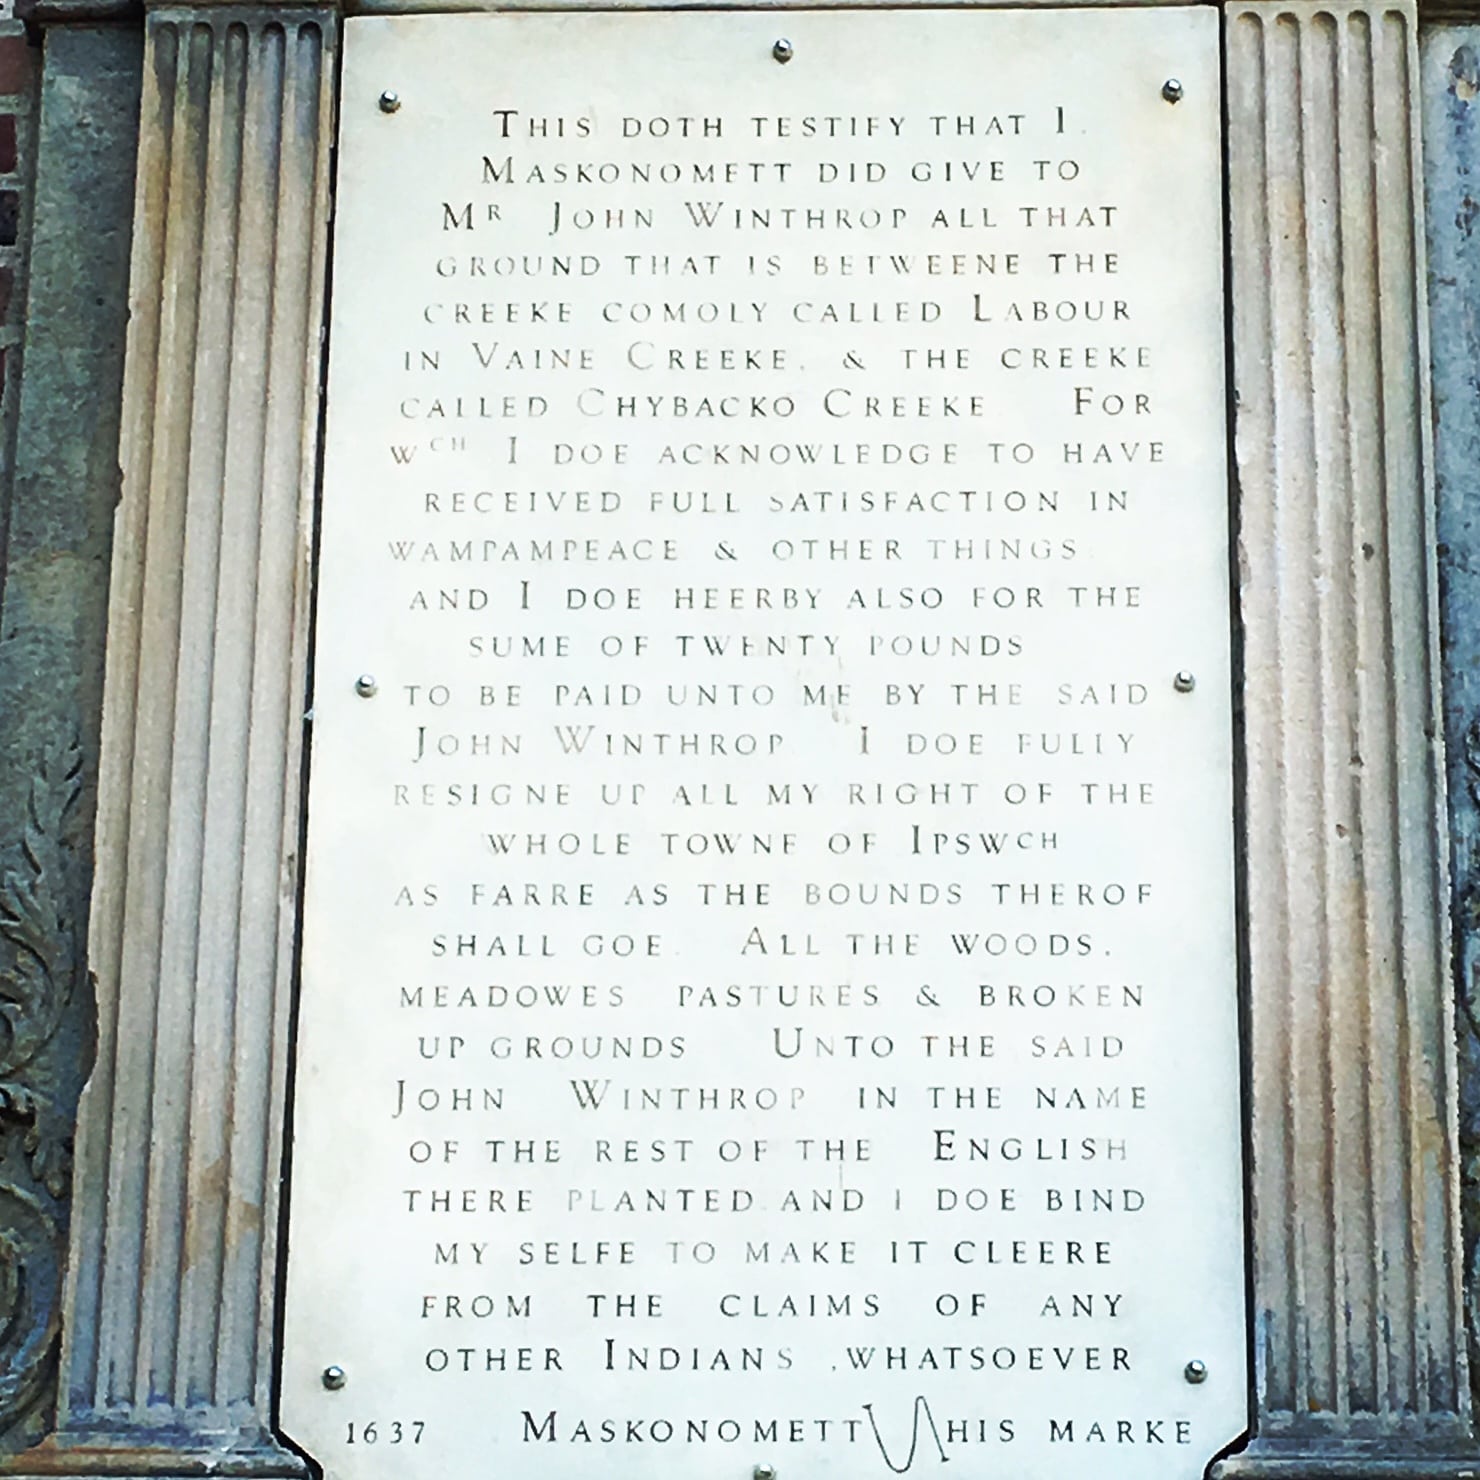 THIS DOTH TESTIFY THAT I
MASKONOMETT DID GIVE TO
MR JOHN WINTHROP ALL THAT
GROUND THAT IS BETWEENE THE
CREEKE COMOLY CALLED LABOUR
IN VAINE CREEKE, & THE CREEKE
CALLED CHYBACKO CREEKE FOR
WCH I DOE ACKNOWLEDGE TO HAVE
RECEIVED FULL SATISFACTION IN
WAMPAMPEACE & OTHER THINGS
AND I DOE HEERBY ALSO FOR THE
SUME OF TWENTY POUNDS
TO BE PAID UNTO ME BY THE SAID
JOHN WINTHROP I DOE FULLY
RESIGNE UP ALL MY RIGHT OF THE
WHOLE TOWNE OF IPSWCH
AS FARRE AS THE BOUNDS THEROF
SHALL GOE. ALL THE WOODS,
MEADOWES PASTURES & BROKEN
UP GROUNDS UNTO THE SAID
JOHN WINTHROP IN THE NAME
OF THE REST OF THE ENGLISH
THERE PLANTED AND I DOE BIND
MY SELFE TO MAKE IT CLEERE
FROM THE CLAIMS OF ANY
OTHER INDIANS ,WHATSOEVER
1637 MASKONOMETT HIS MARKE